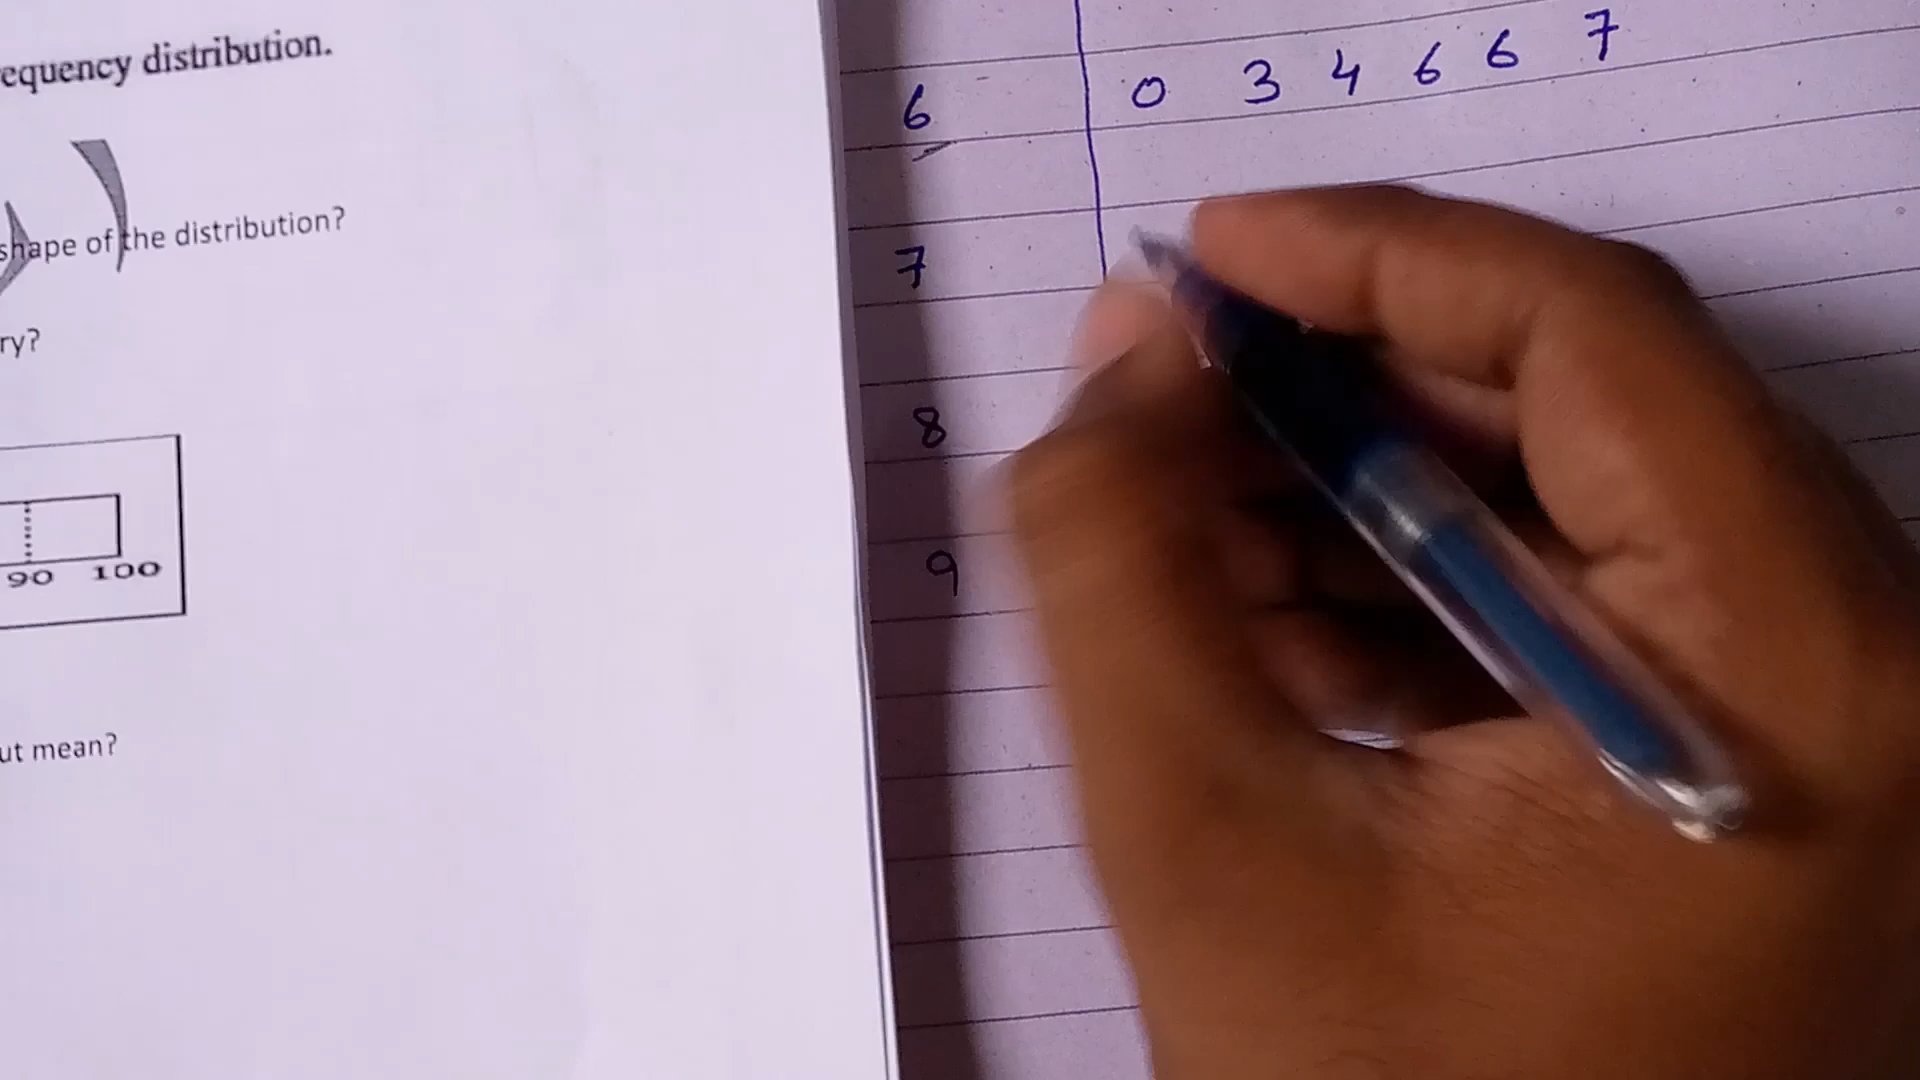 equency distribution.
shape of the distribution?
ry?
90 100
ut mean?
6 0 3 4 6 6 7
7
8
9